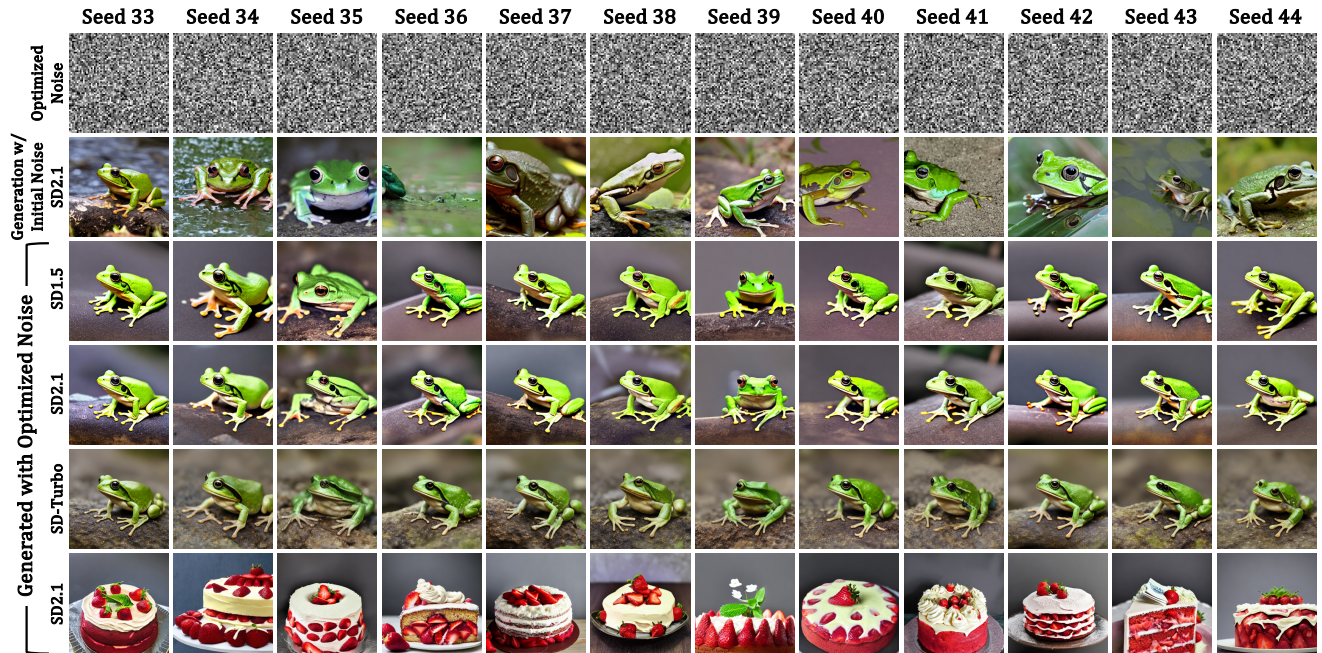 Seed 33 Seed 34 Seed 35 Seed 36 Seed 37 Seed 38 Seed 39 Seed 40 Seed 41 Seed 42 Seed 43 Seed 44
Optimized
Noise
Generation w/
Initial Noise
SD2.1
Generated with Optimized Noise
SD1.5
SD2.1
SD-Turbo
SD2.1